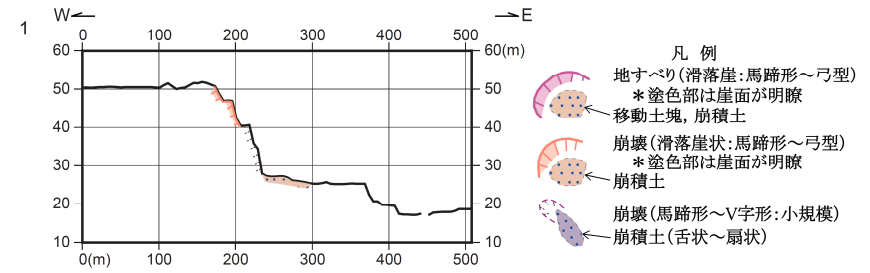 1
W E
0 100 200 300 400 500
60 60(m)
50 50
40 40
30 30
20 20
10 10
0(m) 100 200 300 400 500
凡 例
地すべり(滑落崖:馬蹄形~弓型)
*塗色部は崖面が明瞭
移動土塊, 崩積土
崩壊(滑落崖状:馬蹄形~弓型)
*塗色部は崖面が明瞭
崩積土
崩壊(馬蹄形~V字形:小規模)
崩積土(舌状~扇状)